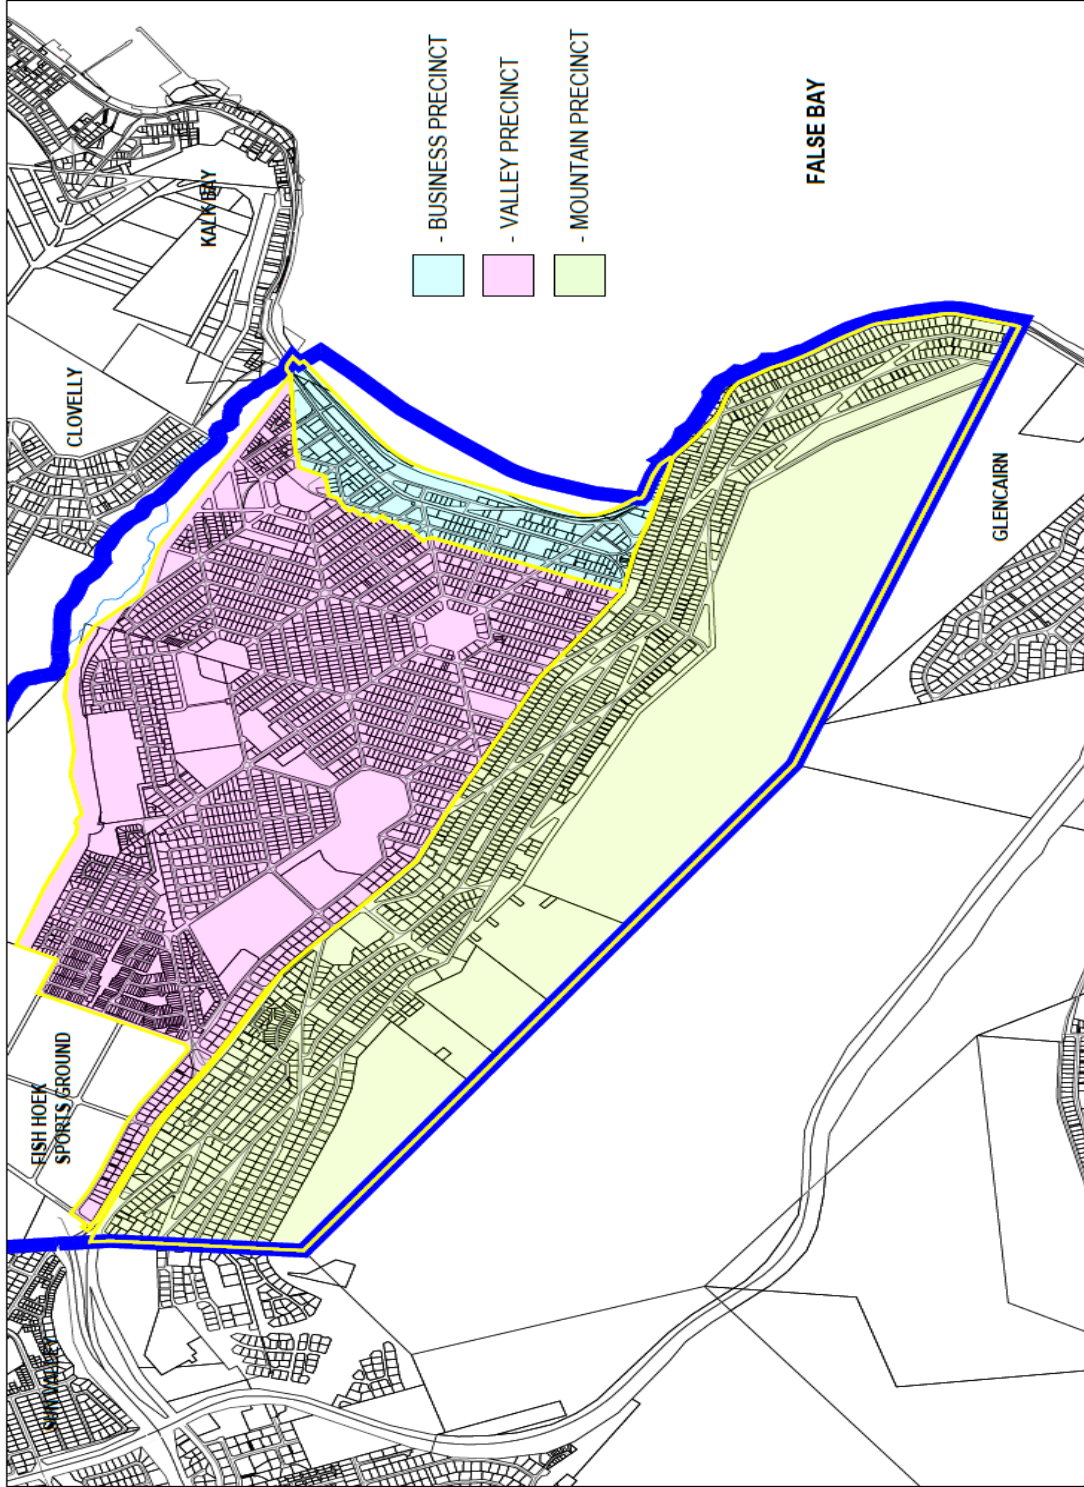 KALK BAY
CLOVELLY
- BUSINESS PRECINCT
- VALLEY PRECINCT
- MOUNTAIN PRECINCT
FALSE BAY
GLENCAIRN
FISH HOEK
SPORTS GROUND
SUN VALLEY